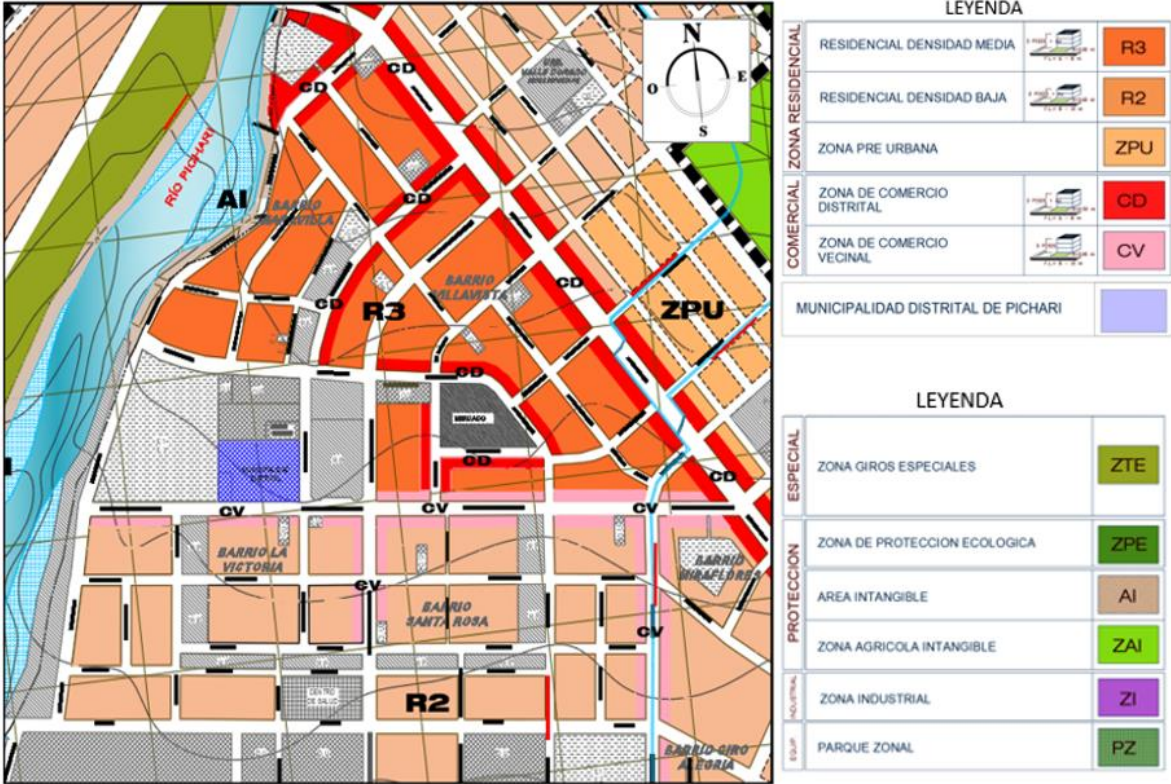 N
O
E
S
RÍO PICHARI
AI
CD
CD
CD
CD
CD
CD
CD
CD
R3
BARRIO
VILLAVISTA
ZPU
MERCADO
CV
CV
CV
BARRIO LA
VICTORIA
CV
BARRIO
SANTA ROSA
BARRIO
MIRAFLORES
CV
CENTRO
DE SALUD
R2
BARRIO CIRO
ALEGRIA
LEYENDA
ZONA RESIDENCIAL
RESIDENCIAL DENSIDAD MEDIA
R3
RESIDENCIAL DENSIDAD BAJA
R2
ZONA PRE URBANA
ZPU
COMERCIAL
ZONA DE COMERCIO
DISTRITAL
CD
ZONA DE COMERCIO
VECINAL
CV
MUNICIPALIDAD DISTRITAL DE PICHARI
LEYENDA
ESPECIAL
ZONA GIROS ESPECIALES
ZTE
PROTECCION
ZONA DE PROTECCION ECOLOGICA
ZPE
AREA INTANGIBLE
AI
ZONA AGRICOLA INTANGIBLE
ZAI
INDUSTRIAL
ZONA INDUSTRIAL
ZI
EQUIP.
PARQUE ZONAL
PZ